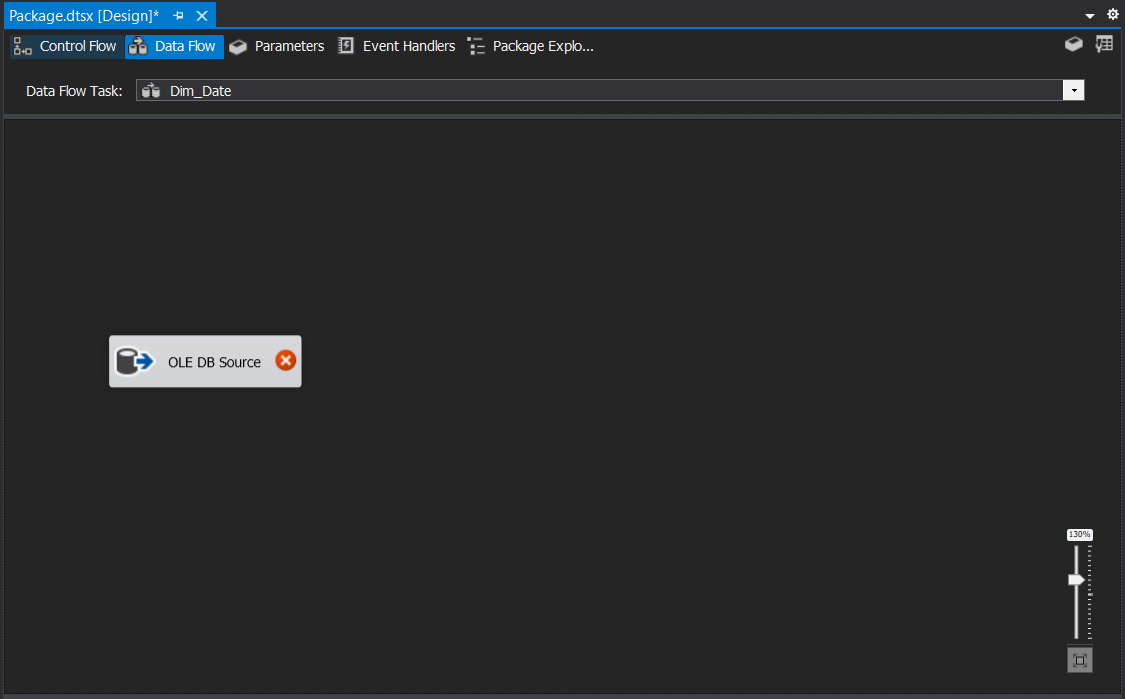 Package.dtsx [Design]*
Control Flow Data Flow Parameters Event Handlers Package Explo...
Data Flow Task: Dim_Date
OLE DB Source
130%